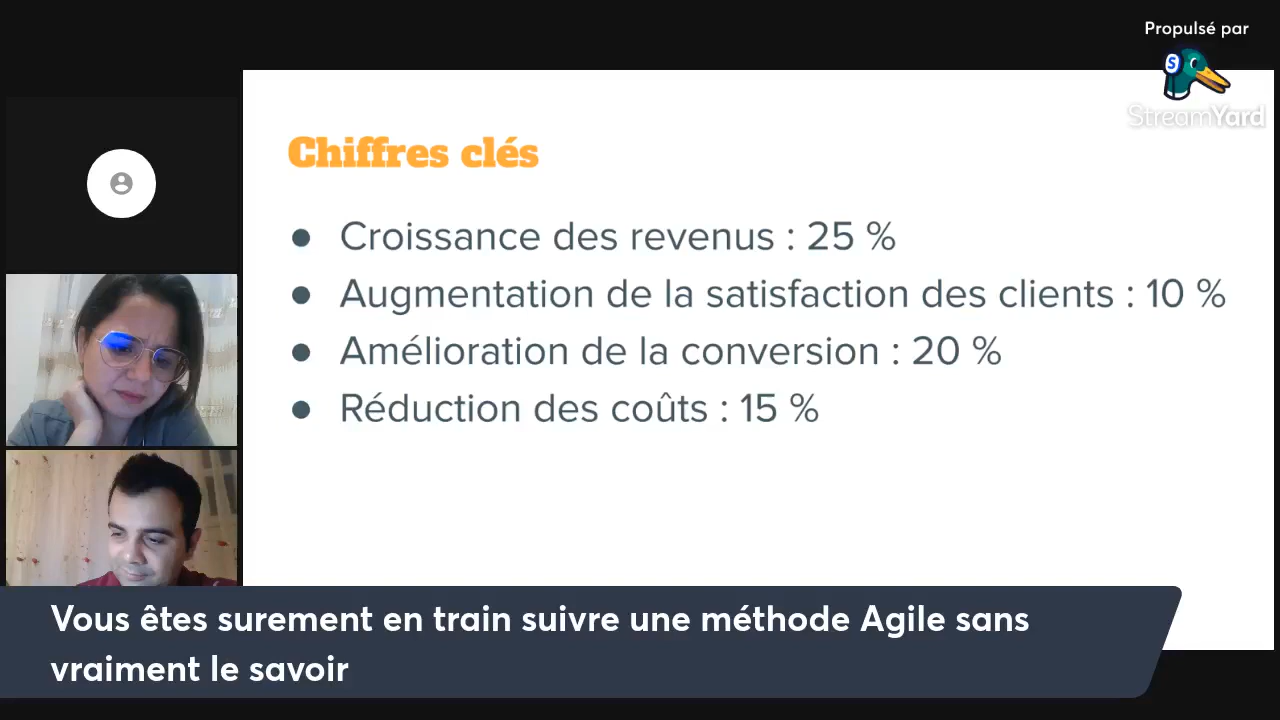 Propulsé par
StreamYard
Chiffres clés
● Croissance des revenus : 25 %
● Augmentation de la satisfaction des clients : 10 %
● Amélioration de la conversion : 20 %
● Réduction des coûts : 15 %
Vous êtes surement en train suivre une méthode Agile sans
vraiment le savoir